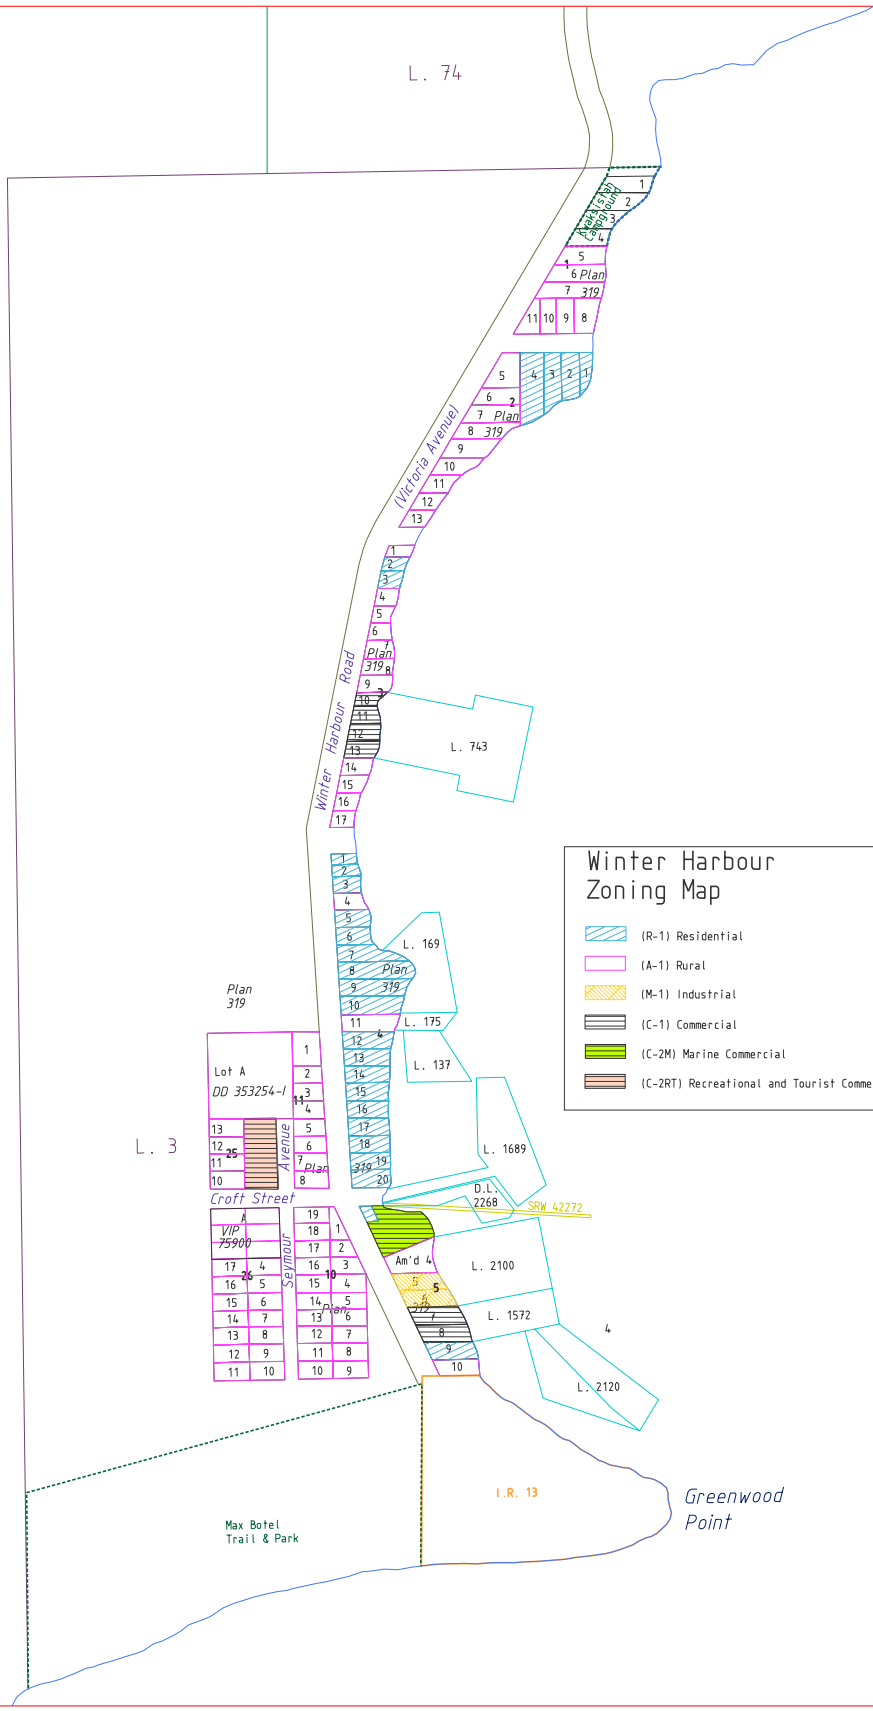 L. 74
Kwaksistah
Campground
1
2
3
4
5
1
6 Plan
7 319
11 10 9 8
5 4 3 2 1
6 2
7 Plan
8 319
9
10
11
12
13
(Victoria Avenue)
1
2
3
4
5
6
7
Plan
319 8
9 3
10
11
12
13
14
15
16
17
L. 743
Winter Harbour Road
Winter Harbour
Zoning Map
(R-1) Residential
(A-1) Rural
(M-1) Industrial
(C-1) Commercial
(C-2M) Marine Commercial
(C-2RT) Recreational and Tourist Comme
1
2
3
4
5
6
7
8 Plan
9 319
10
11
12 4
13
14
15
16
17
18
319 19
20
L. 169
L. 175
L. 137
L. 1689
D.L.
2268
SRW 42272
Plan
319
Lot A
DD 353254-I
1
2
3
11
4
5
6
7 Plan
8
13
12 25
11
10
Avenue
L. 3
Croft Street
A
VIP
75900
17 4
26
16 5
15 6
14 7
13 8
12 9
11 10
Seymour
19
18 1
17 2
16 3
10
15 4
14 5
Plan
13 6
12 7
11 8
10 9
Am'd 4
5 5
6
319
7
8
9
10
L. 2100
L. 1572
4
L. 2120
I.R. 13
Greenwood
Point
Max Botel
Trail & Park